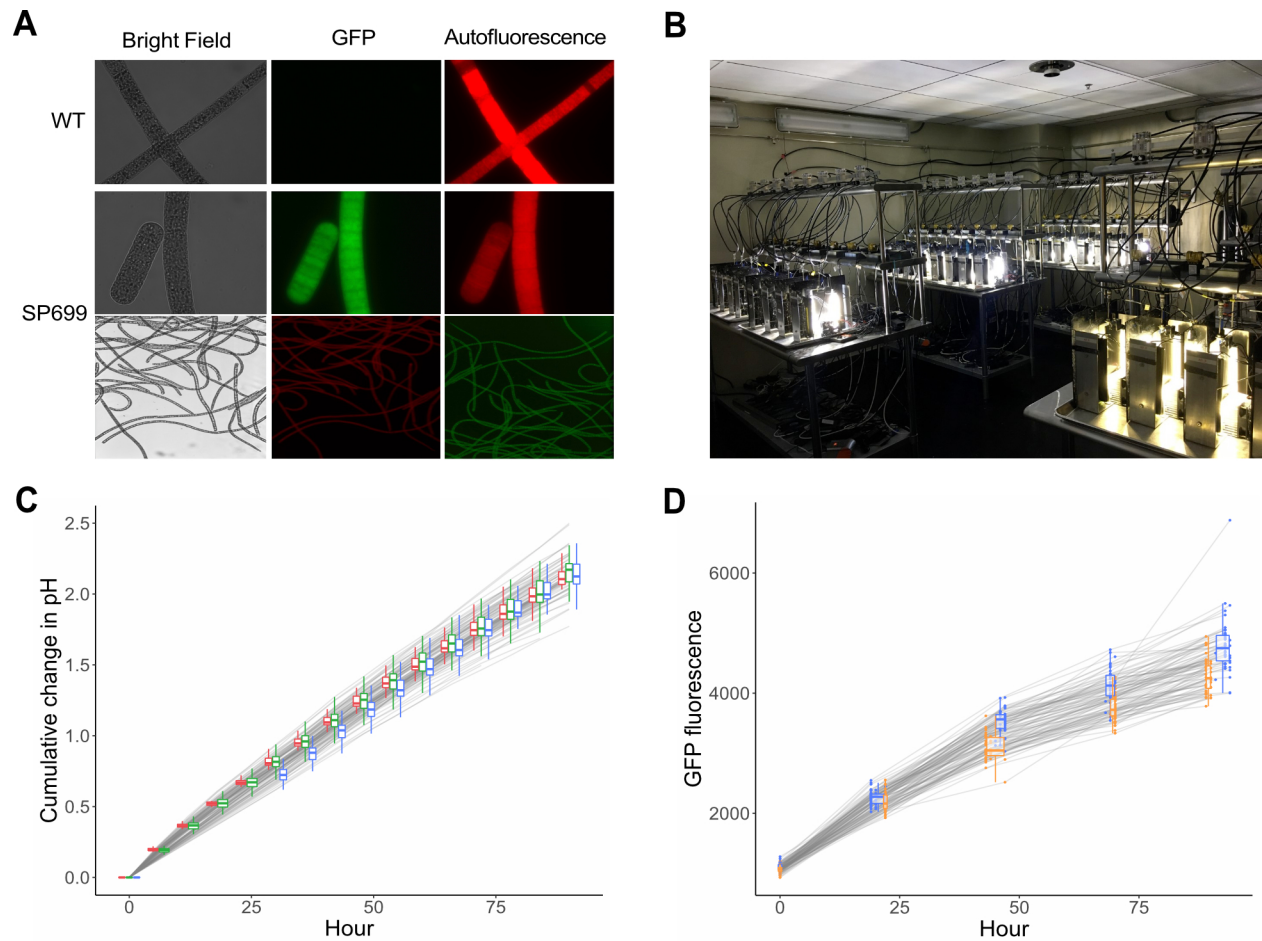 A
Bright Field
GFP
Autofluorescence
WT
SP699
B
C
Cumulative change in pH
2.5
2.0
1.5
1.0
0.5
0.0
0
25
50
75
Hour
D
GFP fluorescence
6000
4000
2000
0
25
50
75
Hour